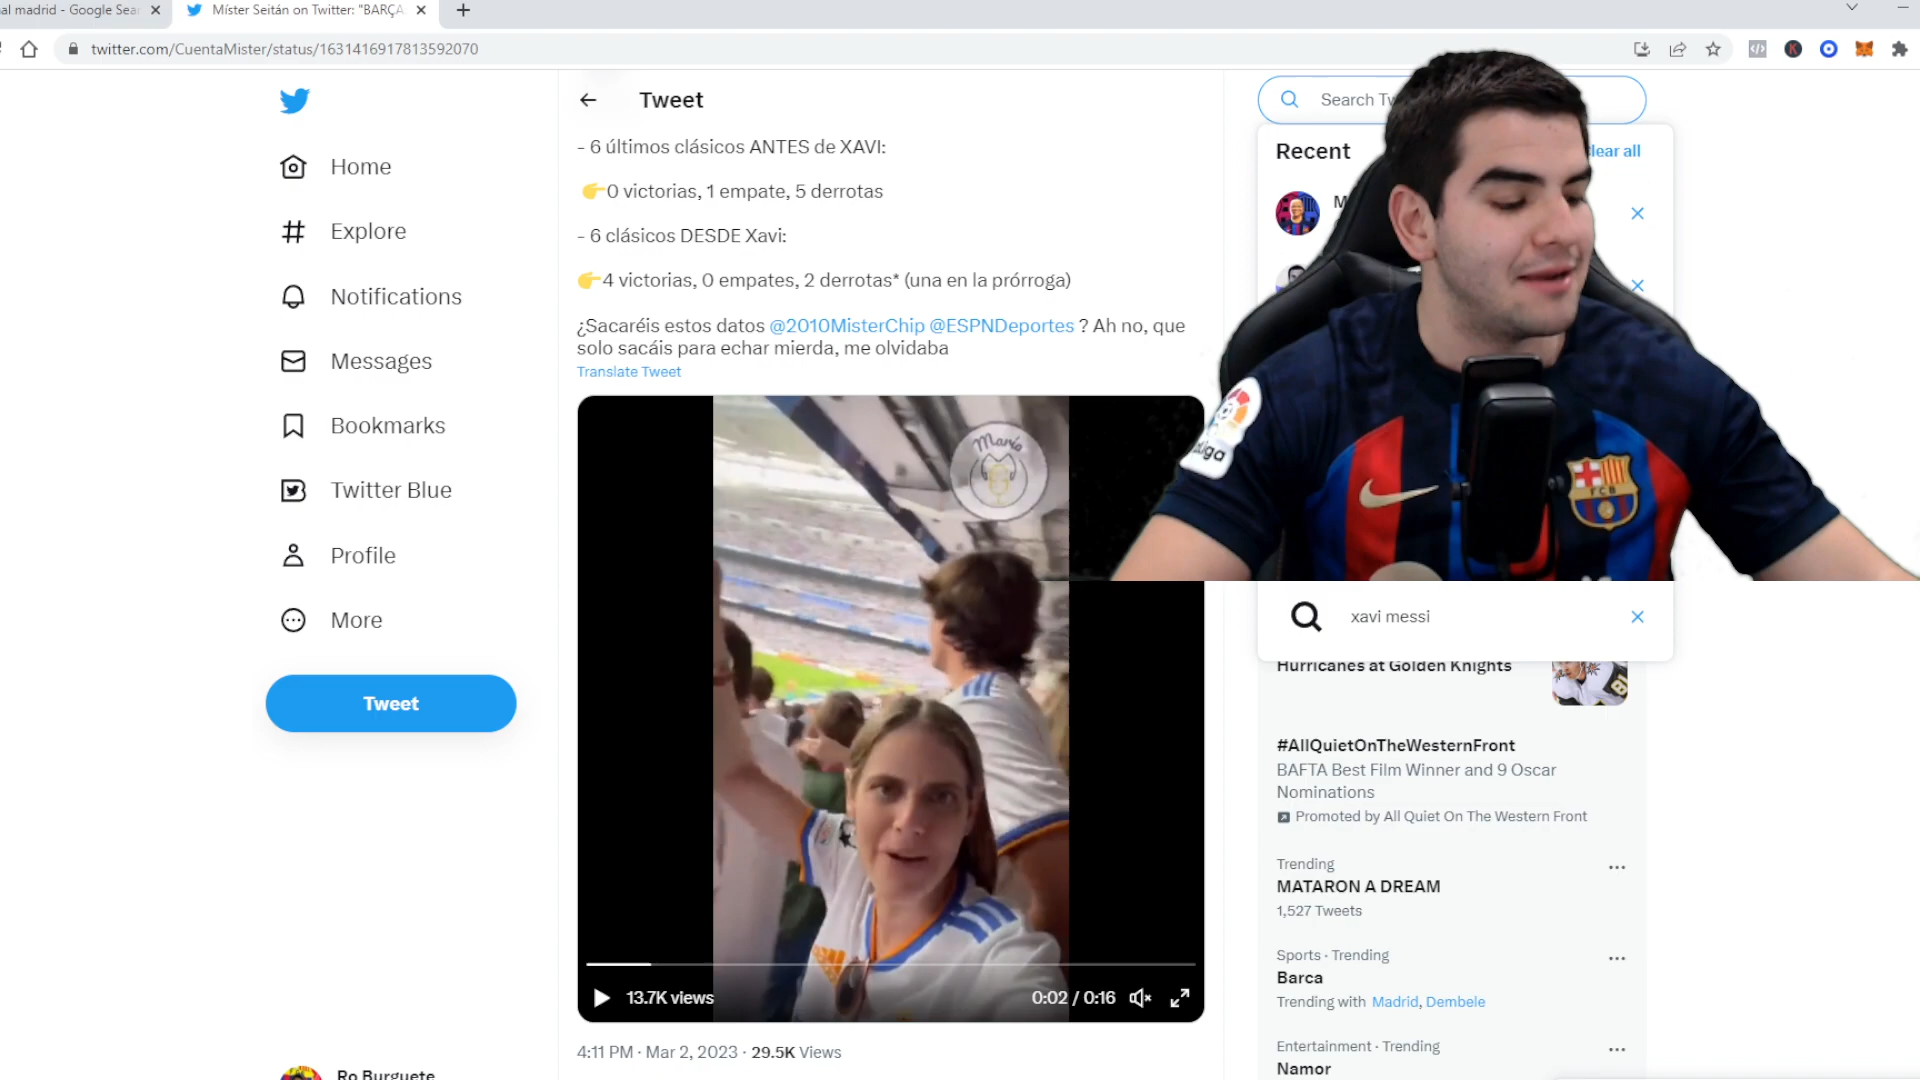 al madrid - Google Sear
Míster Seitán on Twitter: "BARÇA
twitter.com/CuentaMister/status/1631416917813592070
Home
Explore
Notifications
Messages
Bookmarks
Twitter Blue
Profile
More
Tweet
Ro Burguete
Tweet
- 6 últimos clásicos ANTES de XAVI:
👉0 victorias, 1 empate, 5 derrotas
- 6 clásicos DESDE Xavi:
👉4 victorias, 0 empates, 2 derrotas* (una en la prórroga)
¿Sacaréis estos datos @2010MisterChip @ESPNDeportes ? Ah no, que
solo sacáis para echar mierda, me olvidaba
Translate Tweet
María
13.7K views
0:02 / 0:16
4:11 PM · Mar 2, 2023 · 29.5K Views
Search Tw
Recent
lear all
M
liga
FCB
xavi messi
Hurricanes at Golden Knights
#AllQuietOnTheWesternFront
BAFTA Best Film Winner and 9 Oscar
Nominations
Promoted by All Quiet On The Western Front
Trending
MATARON A DREAM
1,527 Tweets
Sports · Trending
Barca
Trending with Madrid, Dembele
Entertainment · Trending
Namor